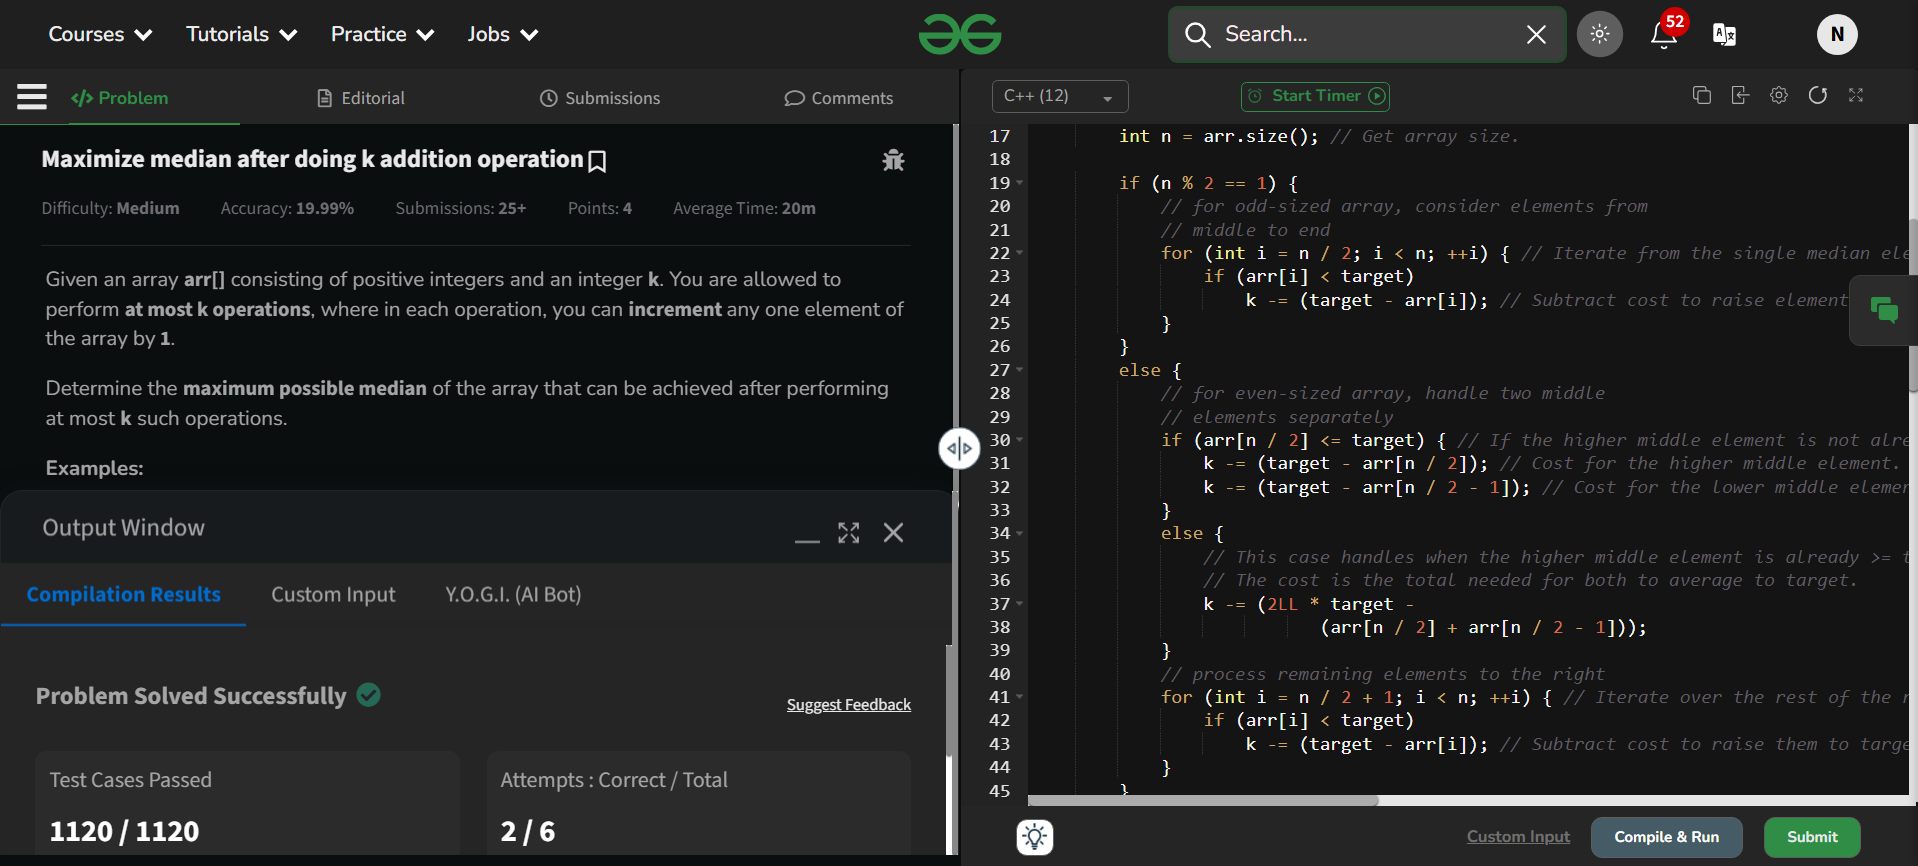 Courses Tutorials Practice Jobs
Search...
52
N
</> Problem Editorial Submissions Comments
Maximize median after doing k addition operation
Difficulty: Medium Accuracy: 19.99% Submissions: 25+ Points: 4 Average Time: 20m
Given an array arr[] consisting of positive integers and an integer k. You are allowed to
perform at most k operations, where in each operation, you can increment any one element of
the array by 1.
Determine the maximum possible median of the array that can be achieved after performing
at most k such operations.
Examples:
Output Window
Compilation Results Custom Input Y.O.G.I. (AI Bot)
Problem Solved Successfully
Suggest Feedback
Test Cases Passed
1120 / 1120
Attempts : Correct / Total
2 / 6
C++ (12) Start Timer
17 int n = arr.size(); // Get array size.
18
19 if (n % 2 == 1) {
20 // for odd-sized array, consider elements from
21 // middle to end
22 for (int i = n / 2; i < n; ++i) { // Iterate from the single median ele
23 if (arr[i] < target)
24 k -= (target - arr[i]); // Subtract cost to raise element
25 }
26 }
27 else {
28 // for even-sized array, handle two middle
29 // elements separately
30 if (arr[n / 2] <= target) { // If the higher middle element is not alre
31 k -= (target - arr[n / 2]); // Cost for the higher middle element.
32 k -= (target - arr[n / 2 - 1]); // Cost for the lower middle elemen
33 }
34 else {
35 // This case handles when the higher middle element is already >= t
36 // The cost is the total needed for both to average to target.
37 k -= (2LL * target -
38 (arr[n / 2] + arr[n / 2 - 1]));
39 }
40 // process remaining elements to the right
41 for (int i = n / 2 + 1; i < n; ++i) { // Iterate over the rest of the r
42 if (arr[i] < target)
43 k -= (target - arr[i]); // Subtract cost to raise them to targe
44 }
45 }
Custom Input Compile & Run Submit